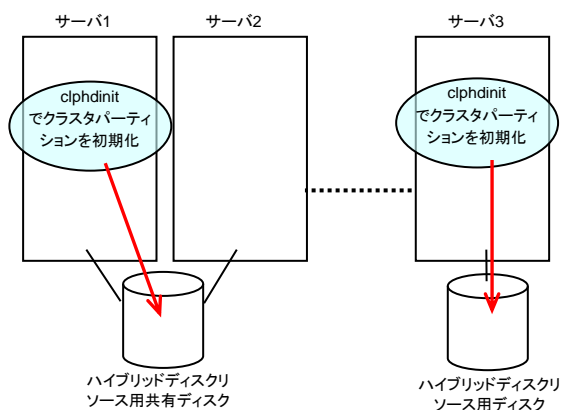 サーバ1
サーバ2
サーバ3
clphdinit
でクラスタパーティ
ションを初期化
clphdinit
でクラスタパーティ
ションを初期化
ハイブリッドディスクリ
ソース用共有ディスク
ハイブリッドディスクリ
ソース用ディスク